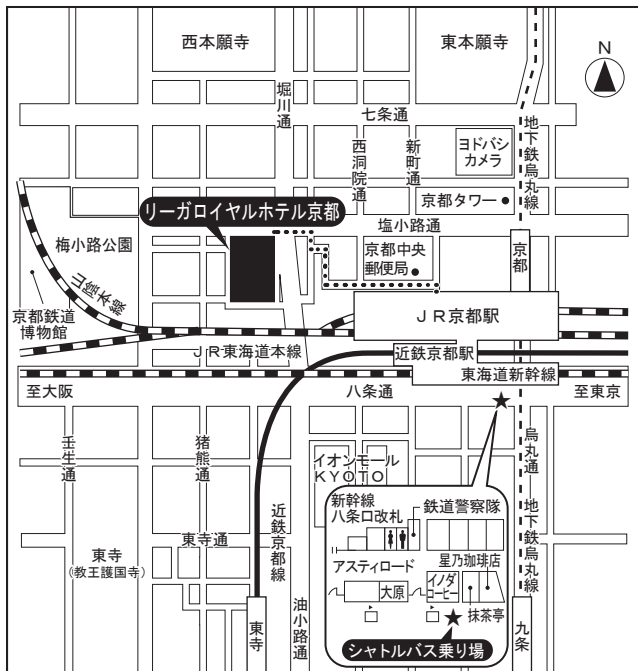 西本願寺
東本願寺
N
堀川通
七条通
西洞院通
新町通
ヨドバシ
カメラ
地下鉄烏丸線
京都タワー
リーガロイヤルホテル京都
塩小路通
梅小路公園
京都中央
郵便局
京都
山陰本線
京都鉄道
博物館
JR京都駅
JR東海道本線
近鉄京都駅
東海道新幹線
至大阪
八条通
至東京
壬生通
猪熊通
イオンモール
KYOTO
烏丸通
地下鉄烏丸線
新幹線
八条口改札
鉄道警察隊
近鉄京都線
東寺通
東寺
(教王護国寺)
アスティロード
星乃珈琲店
大原
イノダ
コーヒー
抹茶亭
油小路通
東寺
九条
シャトルバス乗り場